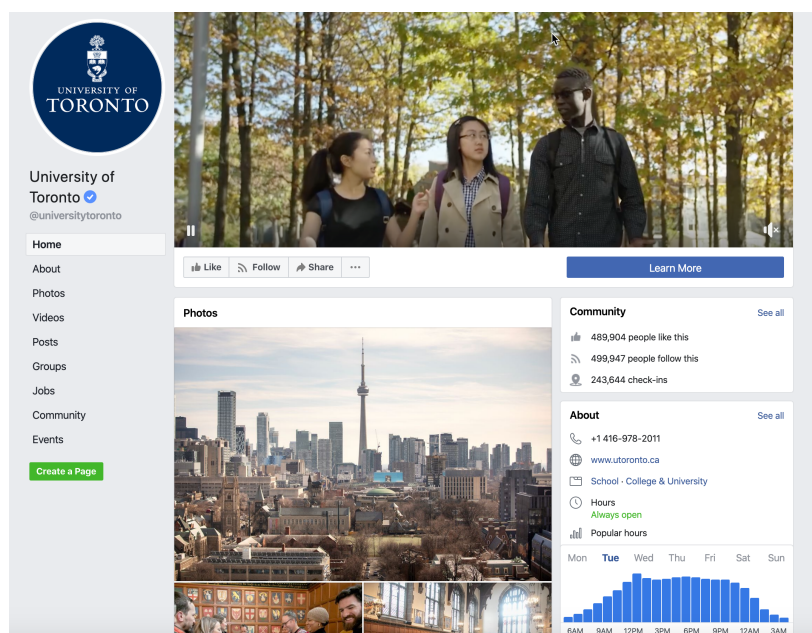 UNIVERSITY OF
TORONTO
University of
Toronto
@universitytoronto
Home
About
Photos
Videos
Posts
Groups
Jobs
Community
Events
Create a Page
Like
Follow
Share
Learn More
Photos
Community
See all
489,904 people like this
499,947 people follow this
243,644 check-ins
About
See all
+1 416-978-2011
www.utoronto.ca
School · College & University
Hours
Always open
Popular hours
Mon Tue Wed Thu Fri Sat Sun
6AM 9AM 12PM 3PM 6PM 9PM 12AM 3AM